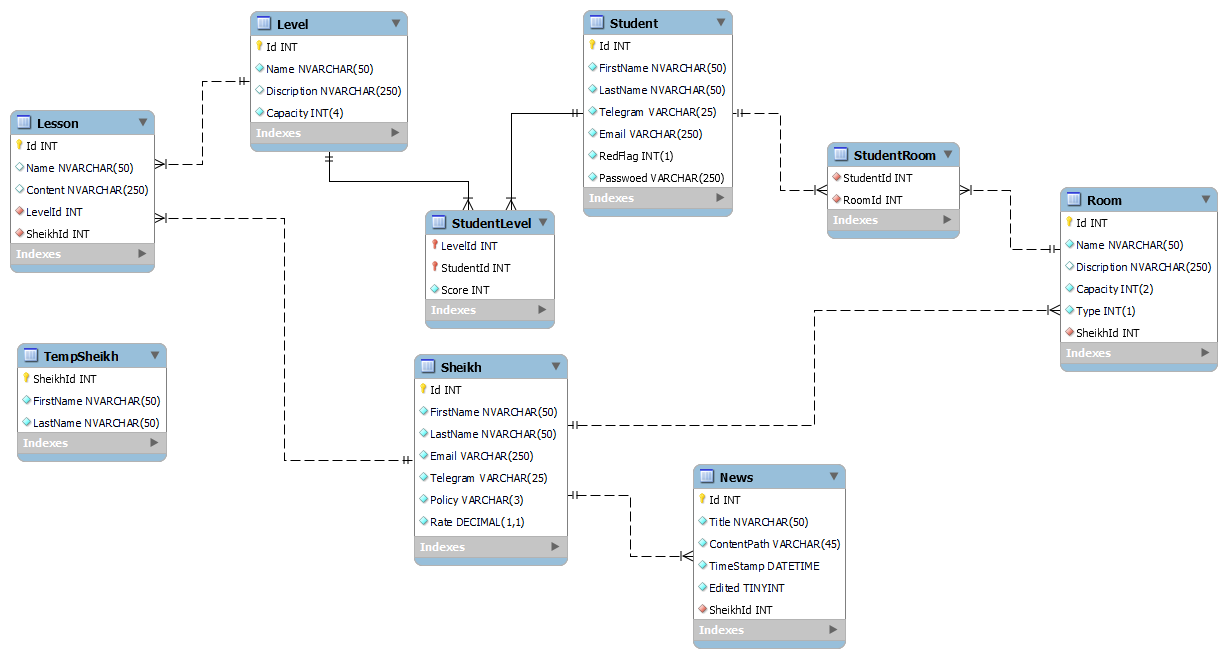 Level
Id INT
Name NVARCHAR(50)
Discription NVARCHAR(250)
Capacity INT(4)
Indexes
Student
Id INT
FirstName NVARCHAR(50)
LastName NVARCHAR(50)
Telegram VARCHAR(25)
Email VARCHAR(250)
RedFlag INT(1)
Passwoed VARCHAR(250)
Indexes
Lesson
Id INT
Name NVARCHAR(50)
Content NVARCHAR(250)
LevelId INT
SheikhId INT
Indexes
StudentRoom
StudentId INT
RoomId INT
Indexes
Room
Id INT
Name NVARCHAR(50)
Discription NVARCHAR(250)
Capacity INT(2)
Type INT(1)
SheikhId INT
Indexes
StudentLevel
LevelId INT
StudentId INT
Score INT
Indexes
TempSheikh
SheikhId INT
FirstName NVARCHAR(50)
LastName NVARCHAR(50)
Indexes
Sheikh
Id INT
FirstName NVARCHAR(50)
LastName NVARCHAR(50)
Email VARCHAR(250)
Telegram VARCHAR(25)
Policy VARCHAR(3)
Rate DECIMAL(1,1)
Indexes
News
Id INT
Title NVARCHAR(50)
ContentPath VARCHAR(45)
TimeStamp DATETIME
Edited TINYINT
SheikhId INT
Indexes